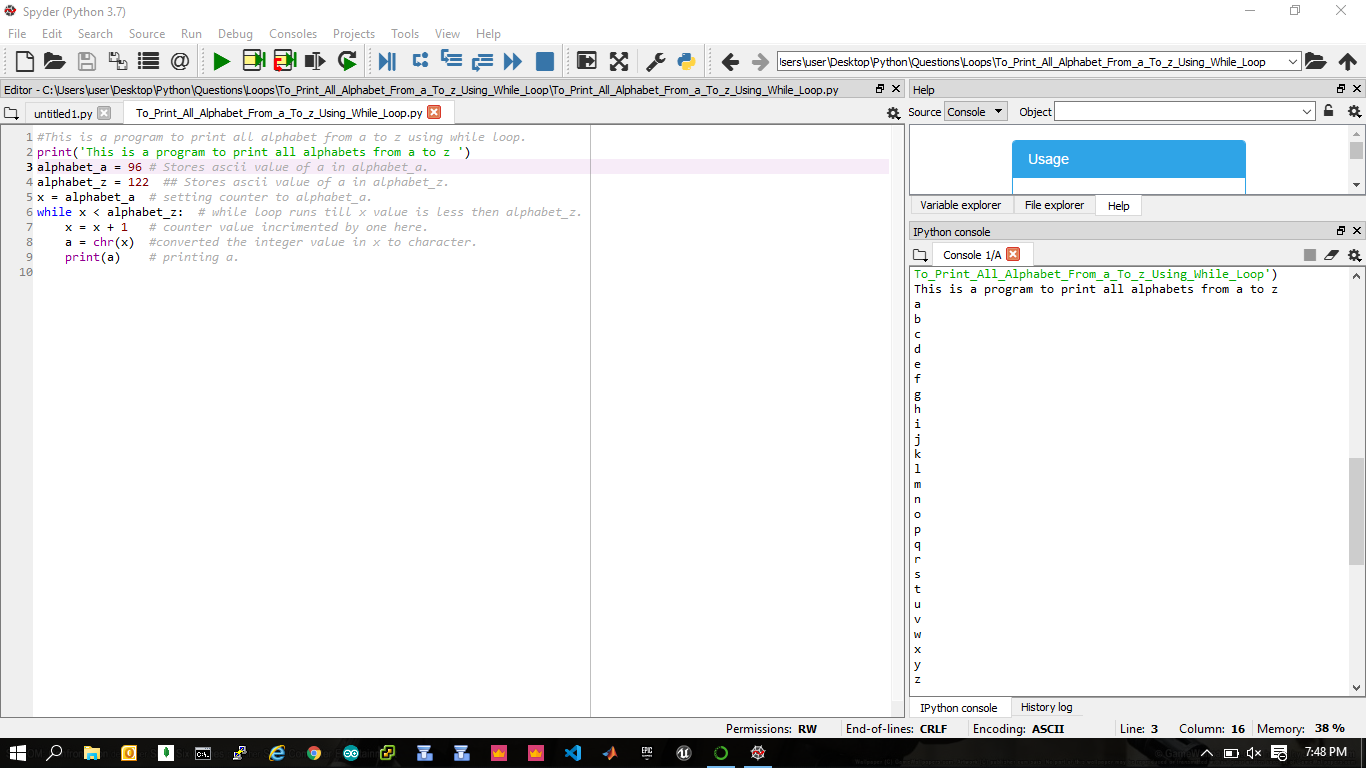 Spyder (Python 3.7)
File Edit Search Source Run Debug Consoles Projects Tools View Help
Jsers\user\Desktop\Python\Questions\Loops\To_Print_All_Alphabet_From_a_To_z_Using_While_Loop
Editor - C:\Users\user\Desktop\Python\Questions\Loops\To_Print_All_Alphabet_From_a_To_z_Using_While_Loop\To_Print_All_Alphabet_From_a_To_z_Using_While_Loop.py
untitled1.py To_Print_All_Alphabet_From_a_To_z_Using_While_Loop.py
1 #This is a program to print all alphabet from a to z using while loop.
2 print('This is a program to print all alphabets from a to z ')
3 alphabet_a = 96 # Stores ascii value of a in alphabet_a.
4 alphabet_z = 122  ## Stores ascii value of a in alphabet_z.
5 x = alphabet_a  # setting counter to alphabet_a.
6 while x < alphabet_z:  # while loop runs till x value is less then alphabet_z.
7     x = x + 1   # counter value incrimented by one here.
8     a = chr(x)  #converted the integer value in x to character.
9     print(a)    # printing a.
10
Help
Source Console Object
Usage
Variable explorer File explorer Help
IPython console
Console 1/A
To_Print_All_Alphabet_From_a_To_z_Using_While_Loop')
This is a program to print all alphabets from a to z
a
b
c
d
e
f
g
h
i
j
k
l
m
n
o
p
q
r
s
t
u
v
w
x
y
z
IPython console History log
Permissions: RW End-of-lines: CRLF Encoding: ASCII Line: 3 Column: 16 Memory: 38 %
EPIC
7:48 PM